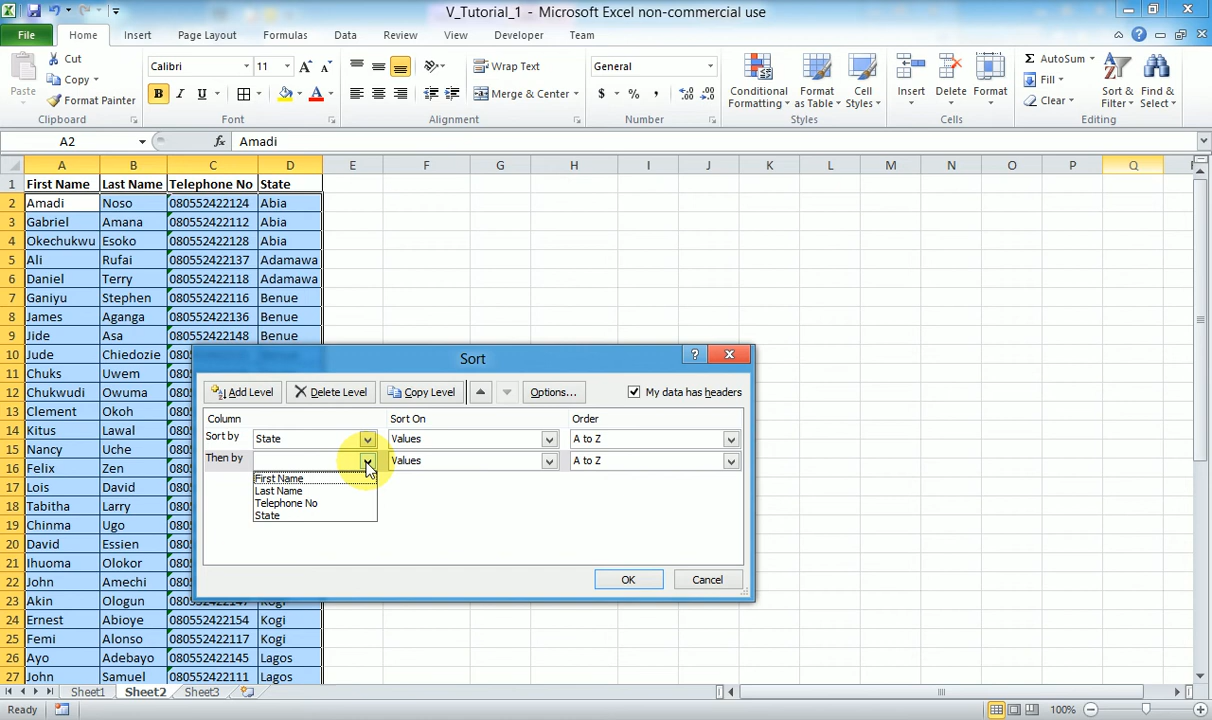 V_Tutorial_1 - Microsoft Excel non-commercial use
File Home Insert Page Layout Formulas Data Review View Developer Team
Paste
Cut
Copy
Format Painter
Clipboard
Calibri 11
B I U
Font
Wrap Text
Merge & Center
Alignment
General
$ % ,
Number
Conditional Formatting
Format as Table
Cell Styles
Styles
Insert Delete Format
Cells
AutoSum
Fill
Clear
Sort & Filter
Find & Select
Editing
A2 fx Amadi
A B C D E F G H I J K L M N O P Q
1 First Name Last Name Telephone No State
2 Amadi Noso 080552422124 Abia
3 Gabriel Amana 080552422112 Abia
4 Okechukwu Esoko 080552422128 Abia
5 Ali Rufai 080552422137 Adamawa
6 Daniel Terry 080552422118 Adamawa
7 Ganiyu Stephen 080552422116 Benue
8 James Aganga 080552422136 Benue
9 Jide Asa 080552422148 Benue
10 Jude Chiedozie
11 Chuks Uwem
12 Chukwudi Owuma
13 Clement Okoh
14 Kitus Lawal
15 Nancy Uche
16 Felix Zen
17 Lois David
18 Tabitha Larry
19 Chinma Ugo
20 David Essien
21 Ihuoma Olokor
22 John Amechi
23 Akin Ologun
24 Ernest Abioye 080552422154 Kogi
25 Femi Alonso 080552422117 Kogi
26 Ayo Adebayo 080552422145 Lagos
27 John Samuel 080552422111 Lagos
Sort
Add Level Delete Level Copy Level Options... My data has headers
Column Sort On Order
Sort by State Values A to Z
Then by Values A to Z
First Name
Last Name
Telephone No
State
OK Cancel
Sheet1 Sheet2 Sheet3
Ready 100%